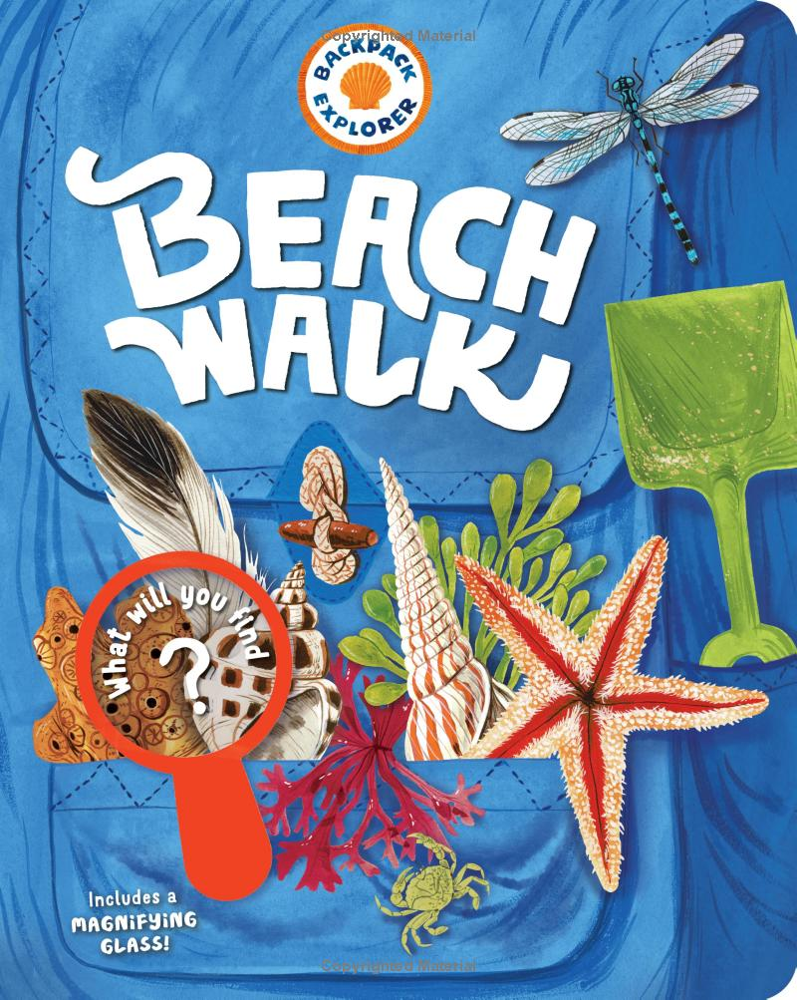 Copyrighted Material
BACKPACK
EXPLORER
BEACH
WALK
What will you find
?
Includes a
MAGNiFYiNG
GLASS!
Copyrighted Material